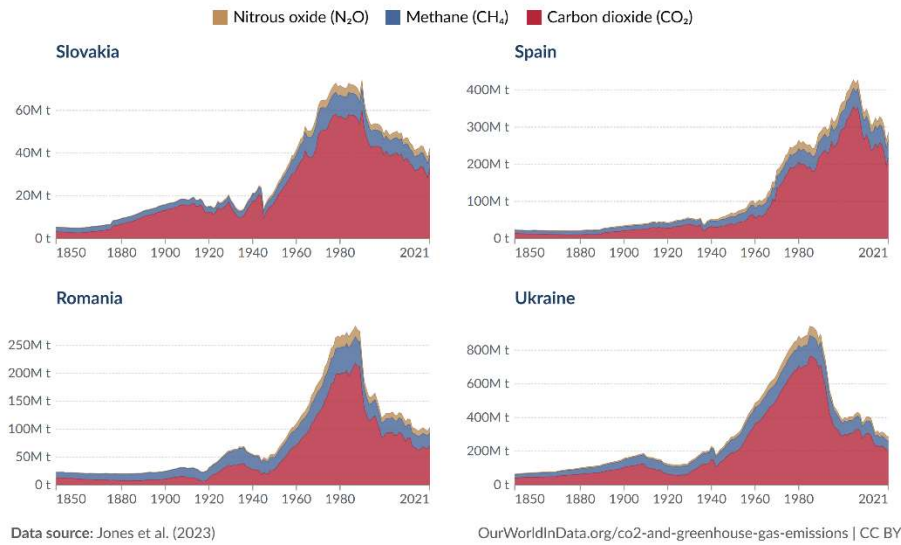 Nitrous oxide (N₂O) Methane (CH₄) Carbon dioxide (CO₂)
Slovakia
60M t
40M t
20M t
0 t
1850 1880 1900 1920 1940 1960 1980 2021
Spain
400M t
300M t
200M t
100M t
0 t
1850 1880 1900 1920 1940 1960 1980 2021
Romania
250M t
200M t
150M t
100M t
50M t
0 t
1850 1880 1900 1920 1940 1960 1980 2021
Ukraine
800M t
600M t
400M t
200M t
0 t
1850 1880 1900 1920 1940 1960 1980 2021
Data source: Jones et al. (2023)
OurWorldInData.org/co2-and-greenhouse-gas-emissions | CC BY